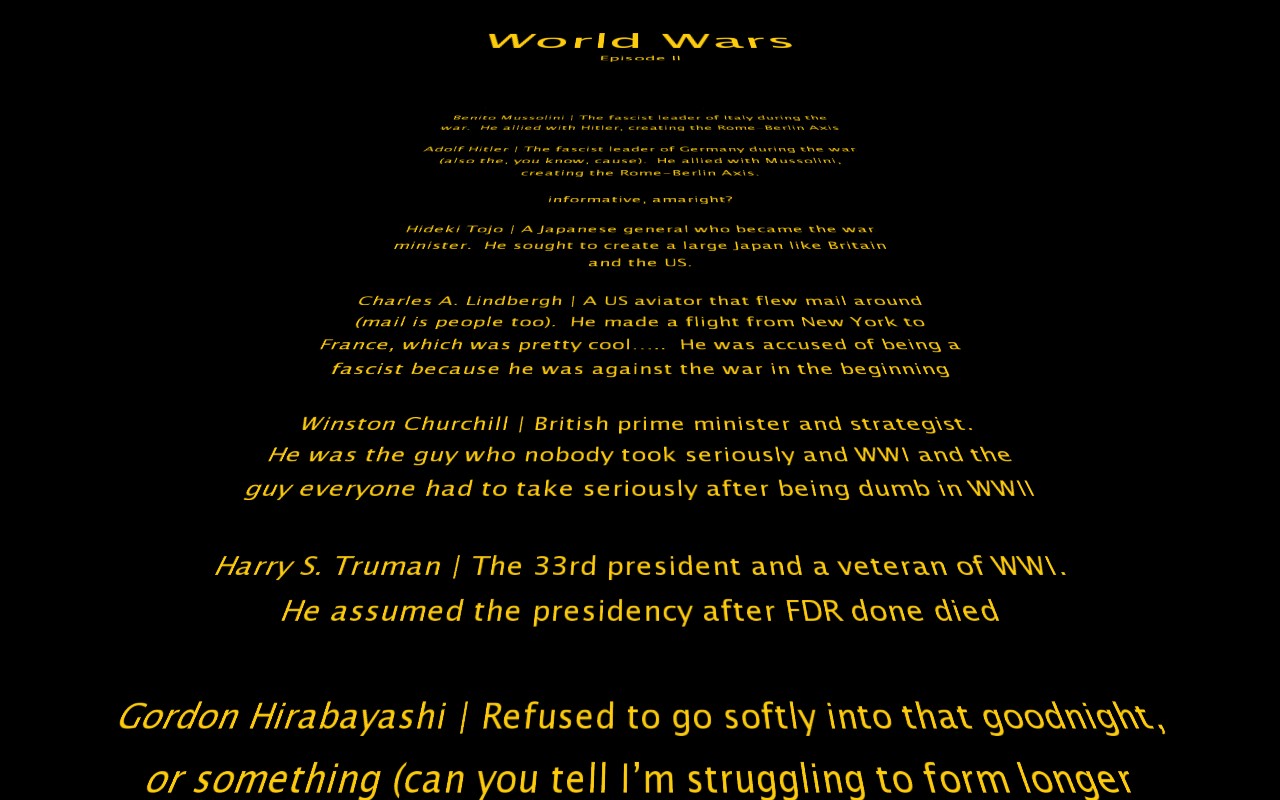 World Wars
Episode II
Benito Mussolini | The fascist leader of Italy during the
war. He allied with Hitler, creating the Rome-Berlin Axis
Adolf Hitler | The fascist leader of Germany during the war
(also the, you know, cause). He allied with Mussolini,
creating the Rome-Berlin Axis.
informative, amaright?
Hideki Tojo | A Japanese general who became the war
minister. He sought to create a large Japan like Britain
and the US.
Charles A. Lindbergh | A US aviator that flew mail around
(mail is people too). He made a flight from New York to
France, which was pretty cool..... He was accused of being a
fascist because he was against the war in the beginning
Winston Churchill | British prime minister and strategist.
He was the guy who nobody took seriously and WWI and the
guy everyone had to take seriously after being dumb in WWII
Harry S. Truman | The 33rd president and a veteran of WWI.
He assumed the presidency after FDR done died
Gordon Hirabayashi | Refused to go softly into that goodnight,
or something (can you tell I'm struggling to form longer